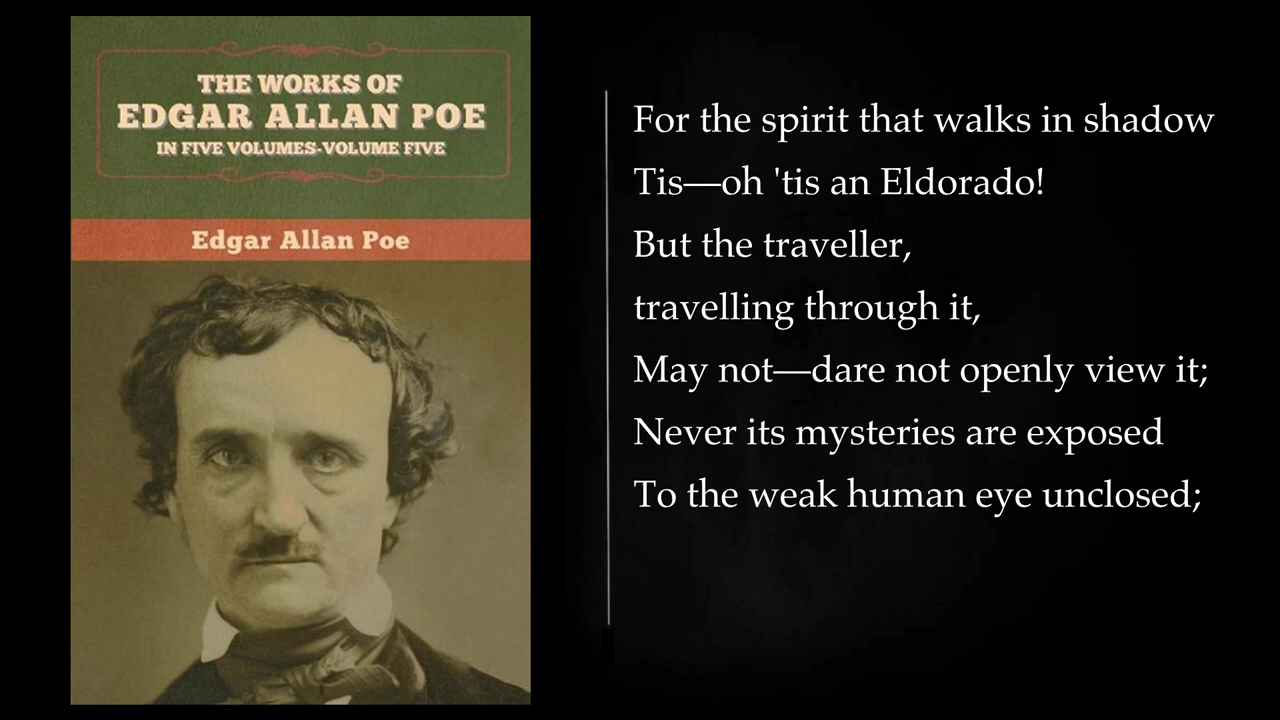 THE WORKS OF
EDGAR ALLAN POE
IN FIVE VOLUMES-VOLUME FIVE
Edgar Allan Poe
For the spirit that walks in shadow
Tis—oh 'tis an Eldorado!
But the traveller,
travelling through it,
May not—dare not openly view it;
Never its mysteries are exposed
To the weak human eye unclosed;